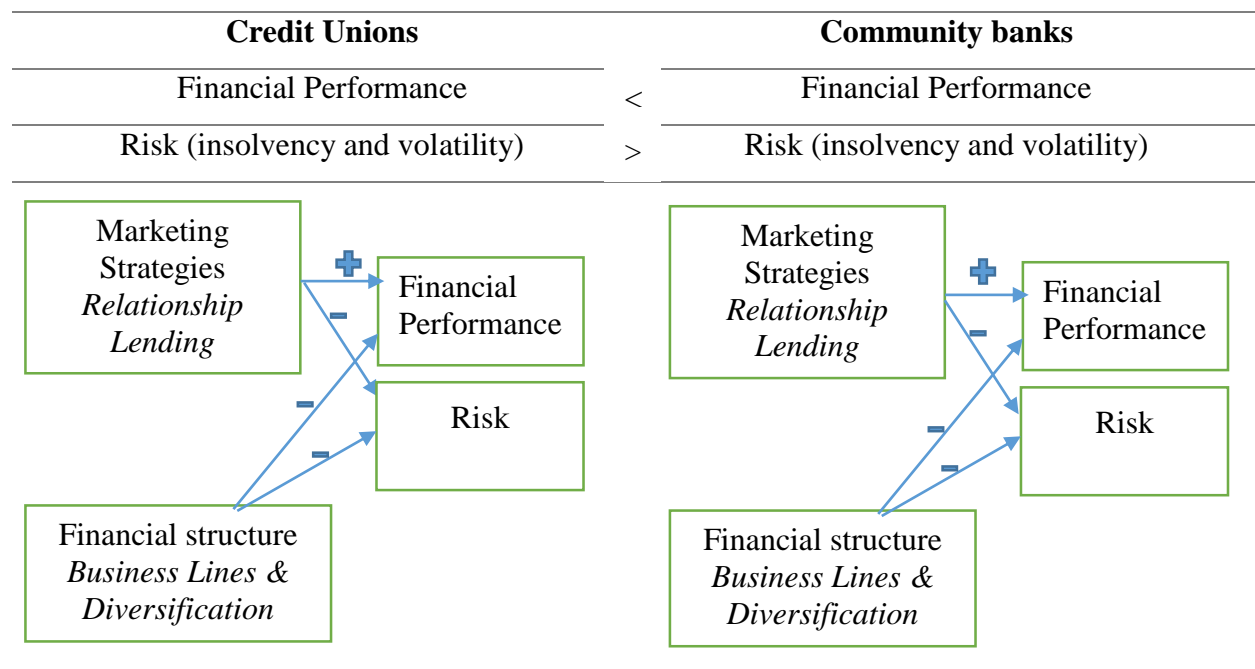 Credit Unions Community banks
Financial Performance < Financial Performance
Risk (insolvency and volatility) > Risk (insolvency and volatility)
Marketing
Strategies
Relationship
Lending
+
-
Financial
Performance
-
-
Risk
Financial structure
Business Lines &
Diversification
Marketing
Strategies
Relationship
Lending
+
-
Financial
Performance
-
-
Risk
Financial structure
Business Lines &
Diversification